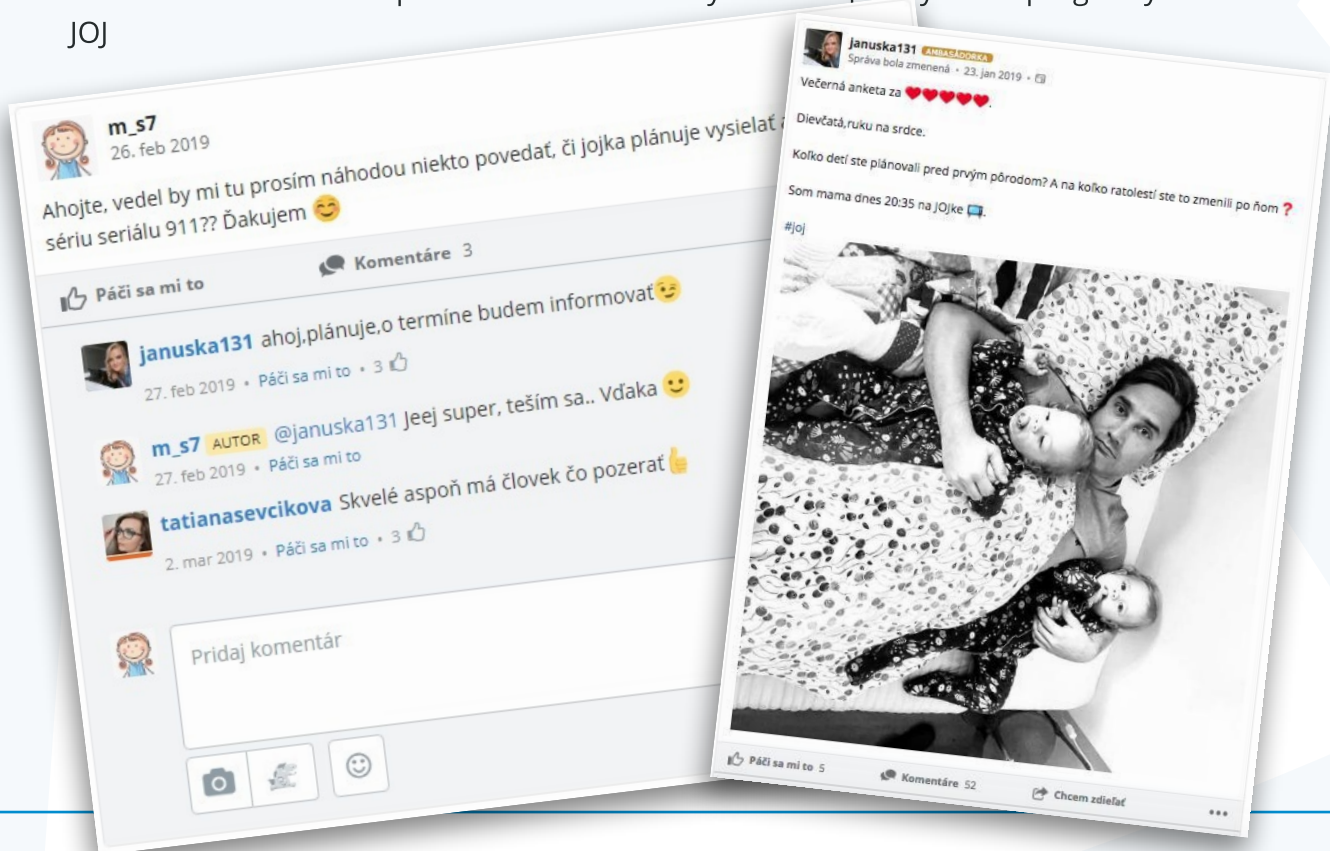 JOJ
m_s7
26. feb 2019
Ahojte, vedel by mi tu prosím náhodou niekto povedať, či jojka plánuje vysielať
sériu seriálu 911?? Ďakujem 😊
Páči sa mi to
Komentáre 3
januska131 ahoj,plánuje,o termíne budem informovať😉
27. feb 2019 • Páči sa mi to • 3
m_s7 AUTOR @januska131 Jeej super, teším sa.. Vďaka 🙂
27. feb 2019 • Páči sa mi to
tatianasevcikova Skvelé aspoň má človek čo pozerať👍
2. mar 2019 • Páči sa mi to • 3
Pridaj komentár
januska131 AMBASÁDORKA
Správa bola zmenená • 23. jan 2019 •
Večerná anketa za ❤❤❤❤❤.
Dievčatá,ruku na srdce.
Koľko detí ste plánovali pred prvým pôrodom? A na koľko ratolestí ste to zmenili po ňom ❓
Som mama dnes 20:35 na JOJke 📺.
#joj
Páči sa mi to 5
Komentáre 52
Chcem zdieľať